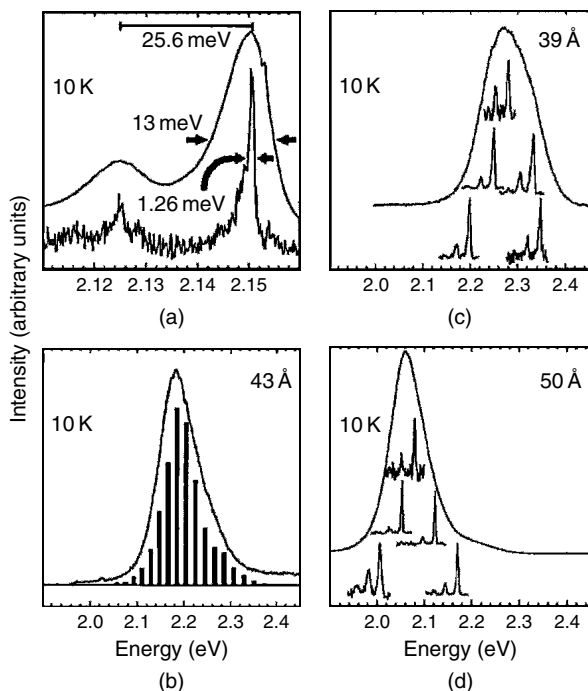 25.6 meV
10 K
13 meV
1.26 meV
2.12 2.13 2.14 2.15
(a)
39 Å
10 K
2.0 2.1 2.2 2.3 2.4
(c)
Intensity (arbitrary units)
43 Å
10 K
2.0 2.1 2.2 2.3 2.4
Energy (eV)
(b)
50 Å
10 K
2.0 2.1 2.2 2.3 2.4
Energy (eV)
(d)